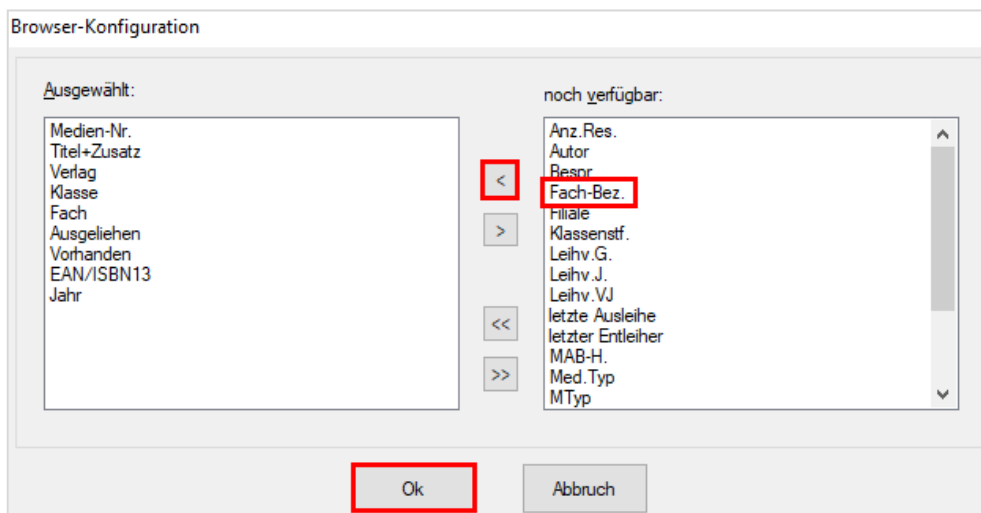 Browser-Konfiguration
Ausgewählt:
Medien-Nr.
Titel+Zusatz
Verlag
Klasse
Fach
Ausgeliehen
Vorhanden
EAN/ISBN13
Jahr
<
>
<<
>>
noch verfügbar:
Anz.Res.
Autor
Bespr
Fach-Bez.
Filiale
Klassenstf.
Leihv.G.
Leihv.J.
Leihv.VJ
letzte Ausleihe
letzter Entleiher
MAB-H.
Med.Typ
MTyp
Ok
Abbruch